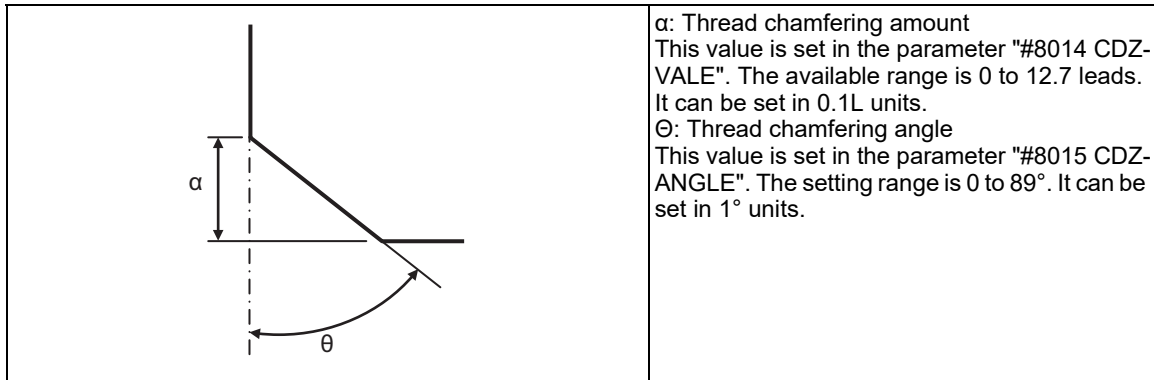 α
θ
α: Thread chamfering amount
This value is set in the parameter "#8014 CDZ-
VALE". The available range is 0 to 12.7 leads.
It can be set in 0.1L units.
Θ: Thread chamfering angle
This value is set in the parameter "#8015 CDZ-
ANGLE". The setting range is 0 to 89°. It can be
set in 1° units.